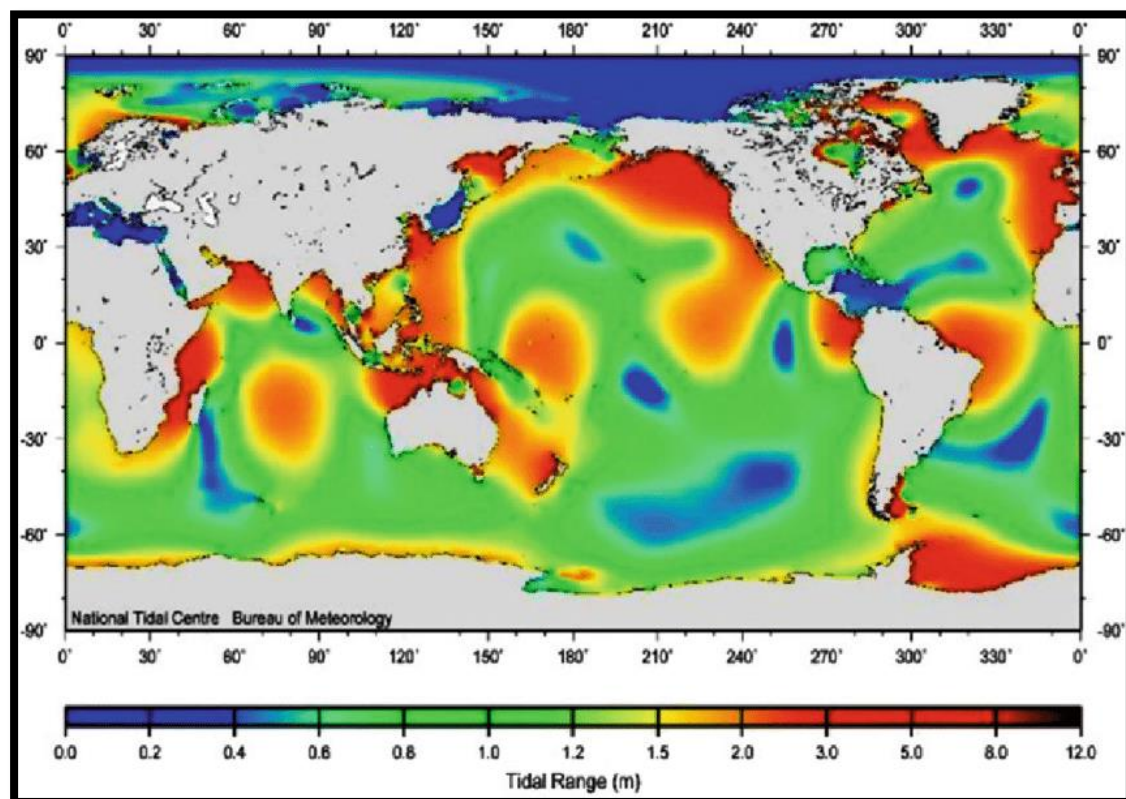 0˚ 30˚ 60˚ 90˚ 120˚ 150˚ 180˚ 210˚ 240˚ 270˚ 300˚ 330˚ 0˚
90˚ 90˚
60˚ 60˚
30˚ 30˚
0˚ 0˚
-30˚ -30˚
-60˚ -60˚
National Tidal Centre Bureau of Meteorology
-90˚ -90˚
0˚ 30˚ 60˚ 90˚ 120˚ 150˚ 180˚ 210˚ 240˚ 270˚ 300˚ 330˚ 0˚
0.0 0.2 0.4 0.6 0.8 1.0 1.2 1.5 2.0 3.0 5.0 8.0 12.0
Tidal Range (m)